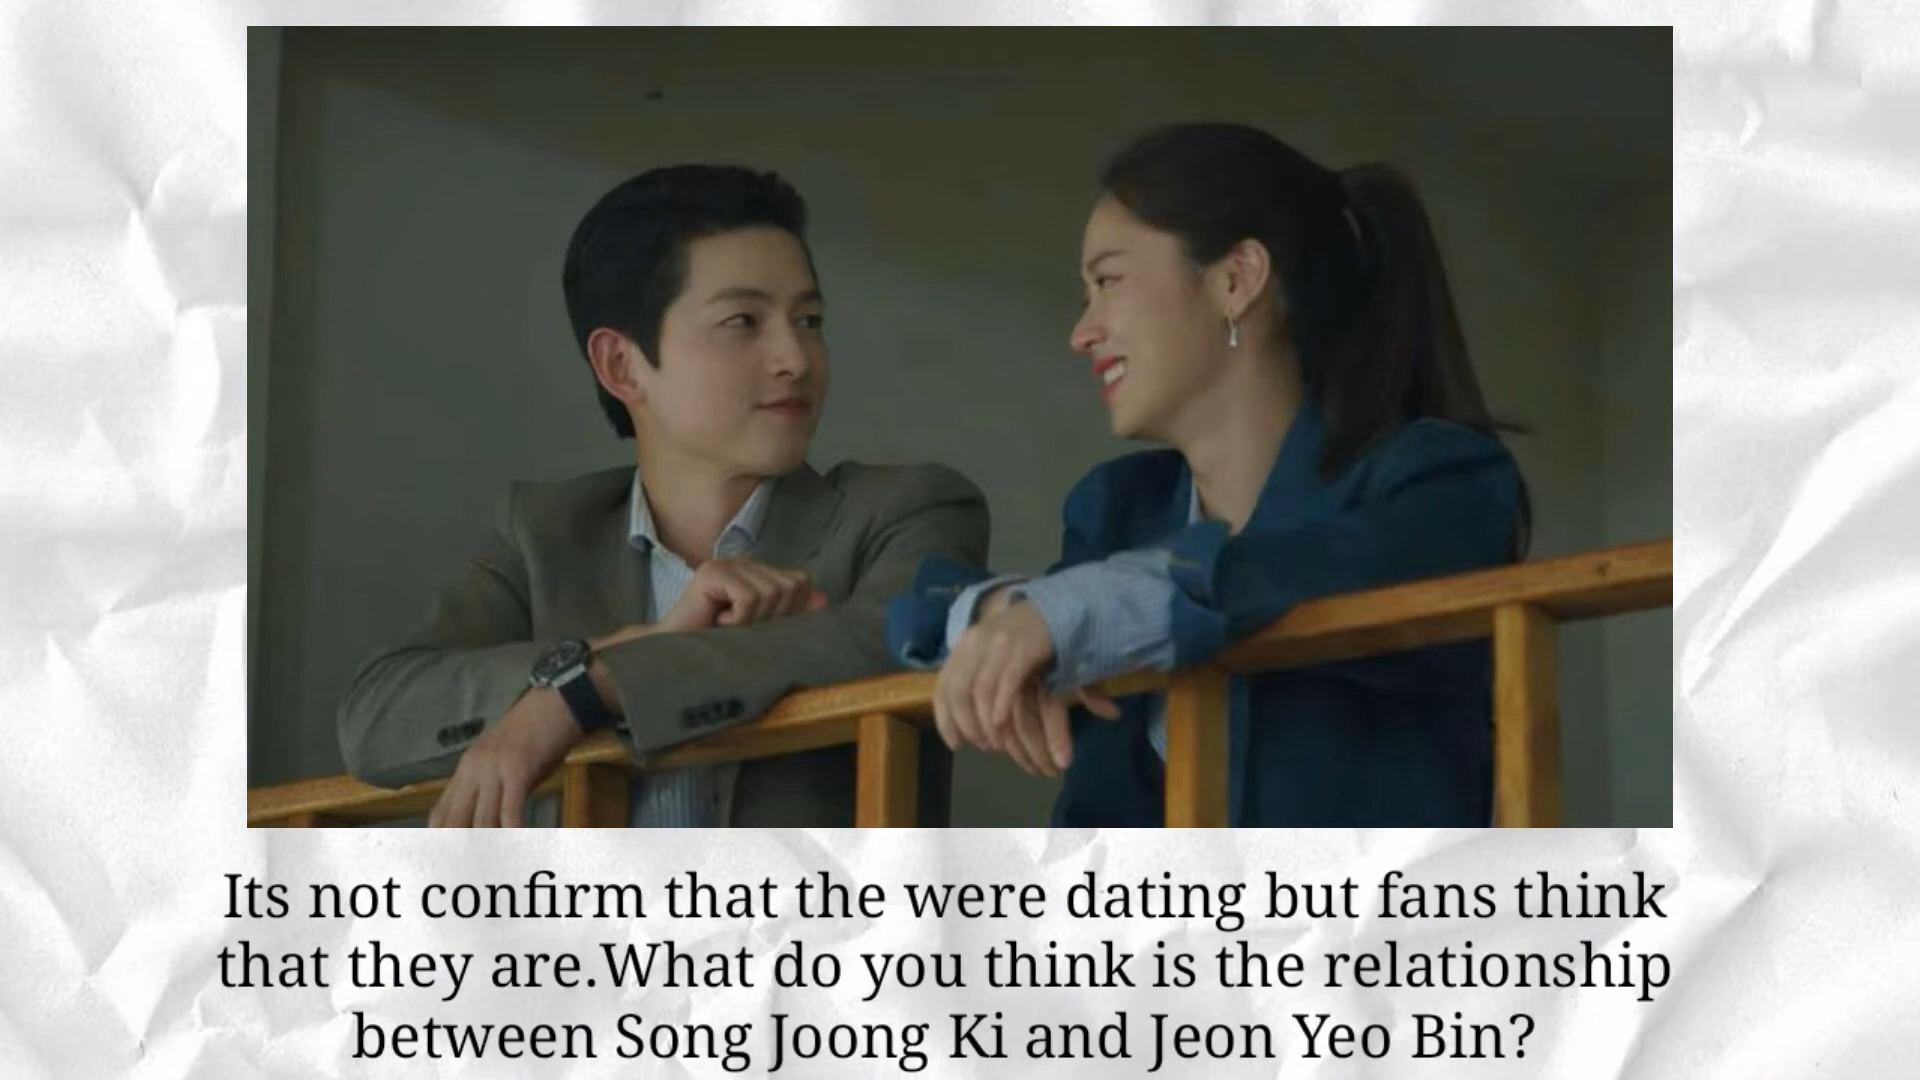 Its not confirm that the were dating but fans think
that they are.What do you think is the relationship
between Song Joong Ki and Jeon Yeo Bin?